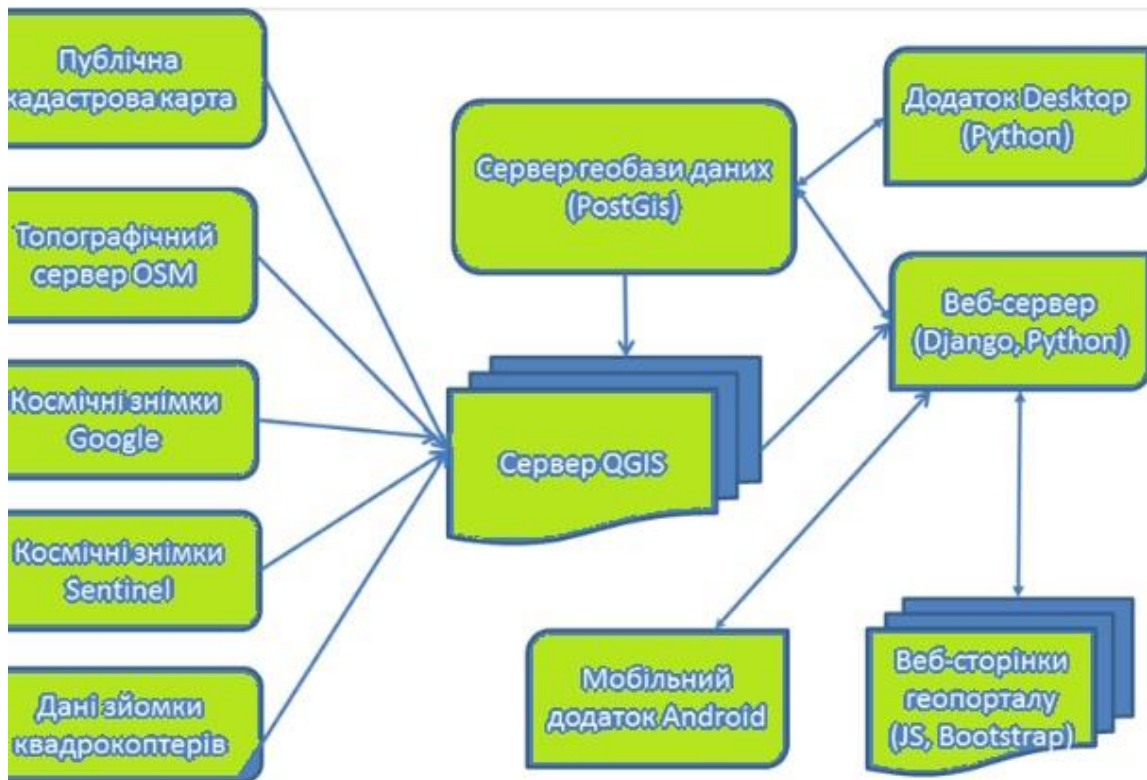 Публічна
кадастрова карта
Топографічний
сервер OSM
Космічні знімки
Google
Космічні знімки
Sentinel
Дані зйомки
квадрокоптерів
Сервер геобази даних
(PostGis)
Сервер QGIS
Додаток Desktop
(Python)
Веб-сервер
(Django, Python)
Мобільний
додаток Android
Веб-сторінки
геопорталу
(JS, Bootstrap)